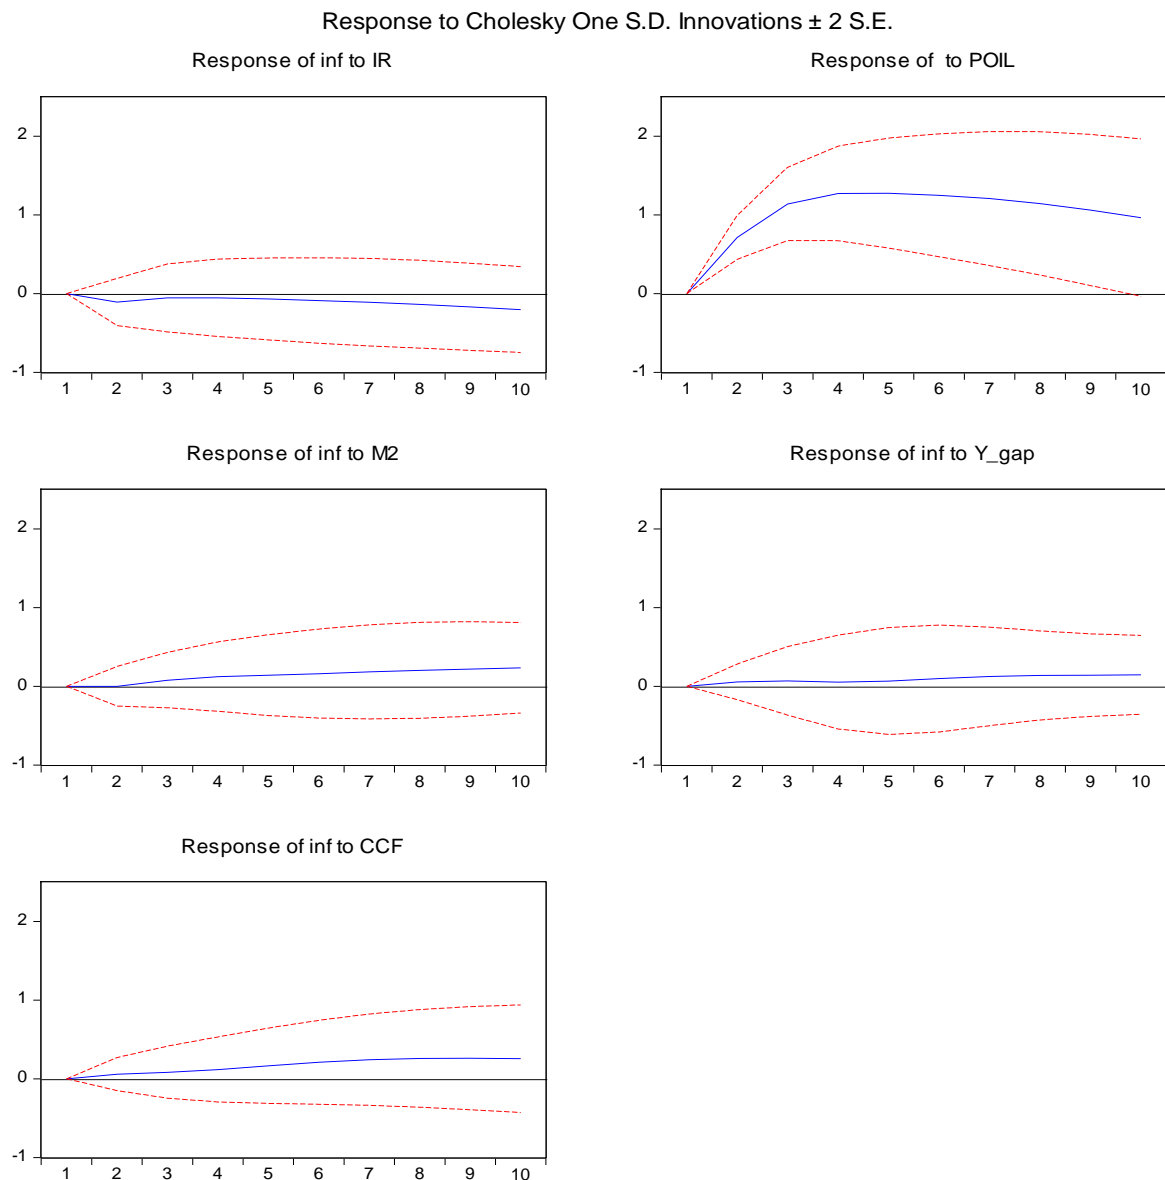 Response to Cholesky One S.D. Innovations ± 2 S.E.
Response of inf to IR
2
1
0
-1
1 2 3 4 5 6 7 8 9 10
Response of to POIL
2
1
0
-1
1 2 3 4 5 6 7 8 9 10
Response of inf to M2
2
1
0
-1
1 2 3 4 5 6 7 8 9 10
Response of inf to Y_gap
2
1
0
-1
1 2 3 4 5 6 7 8 9 10
Response of inf to CCF
2
1
0
-1
1 2 3 4 5 6 7 8 9 10